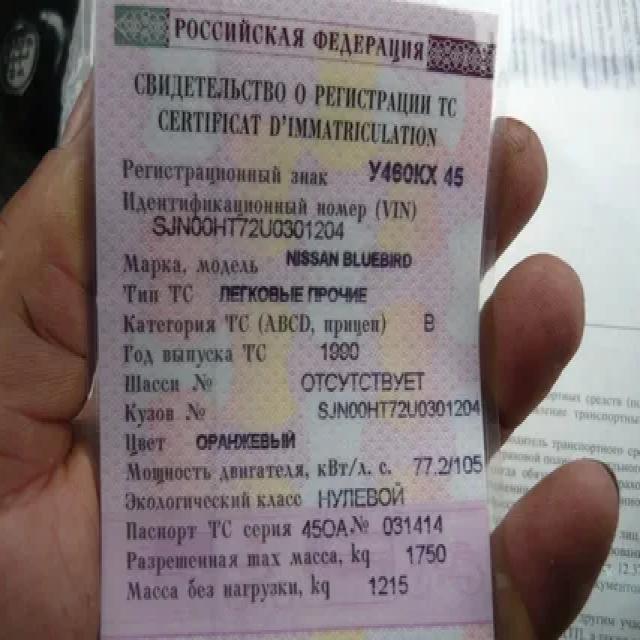 РОССИЙСКАЯ ФЕДЕРАЦИЯ
СВИДЕТЕЛЬСТВО О РЕГИСТРАЦИИ ТС
CERTIFICAT D'IMMATRICULATION
Регистрационный знак У460КХ 45
Идентификационный номер (VIN)
SJN00HT72U0301204
Марка, модель NISSAN BLUEBIRD
Тип ТС ЛЕГКОВЫЕ ПРОЧИЕ
Категория ТС (ABCD, прицеп) B
Год выпуска ТС 1990
Шасси № ОТСУТСТВУЕТ
Кузов № SJN00HT72U0301204
Цвет ОРАНЖЕВЫЙ
Мощность двигателя, кВт/л. с. 77.2/105
Экологический класс НУЛЕВОЙ
Паспорт ТС серия 45ОА № 031414
Разрешенная max масса, kg 1750
Масса без нагрузки, kg 1215